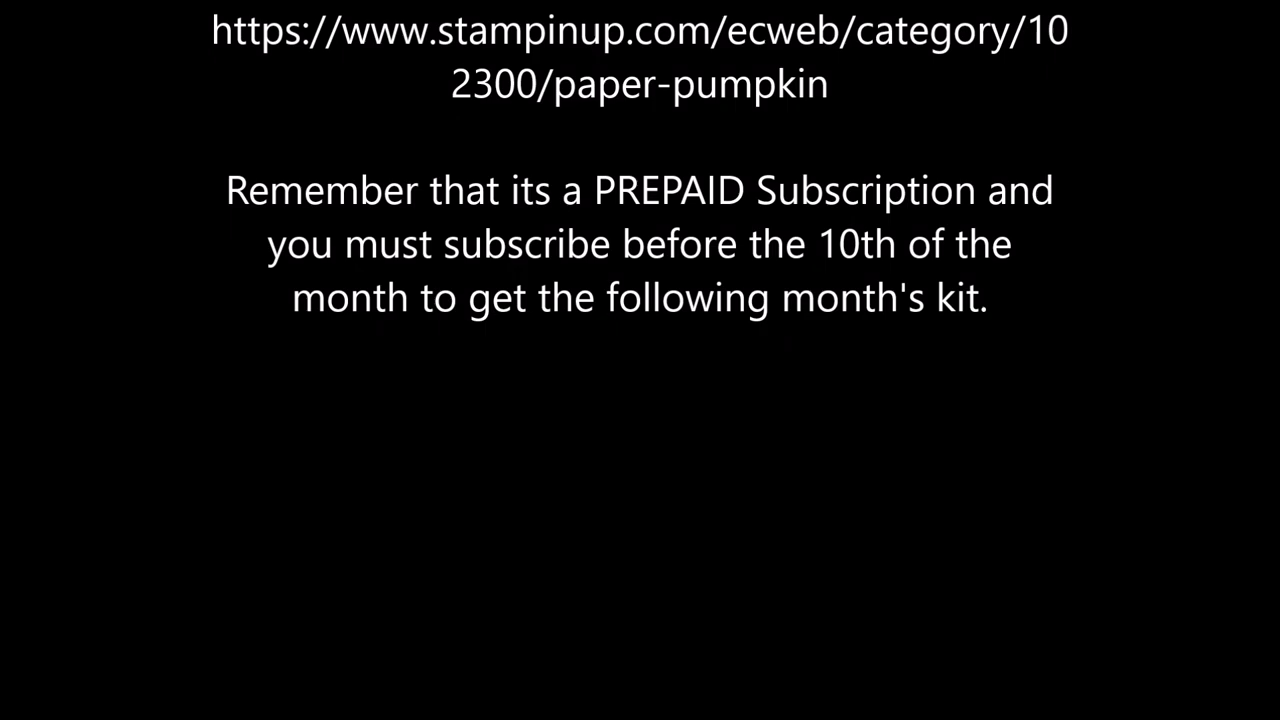 https://www.stampinup.com/ecweb/category/10
2300/paper-pumpkin
Remember that its a PREPAID Subscription and
you must subscribe before the 10th of the
month to get the following month's kit.